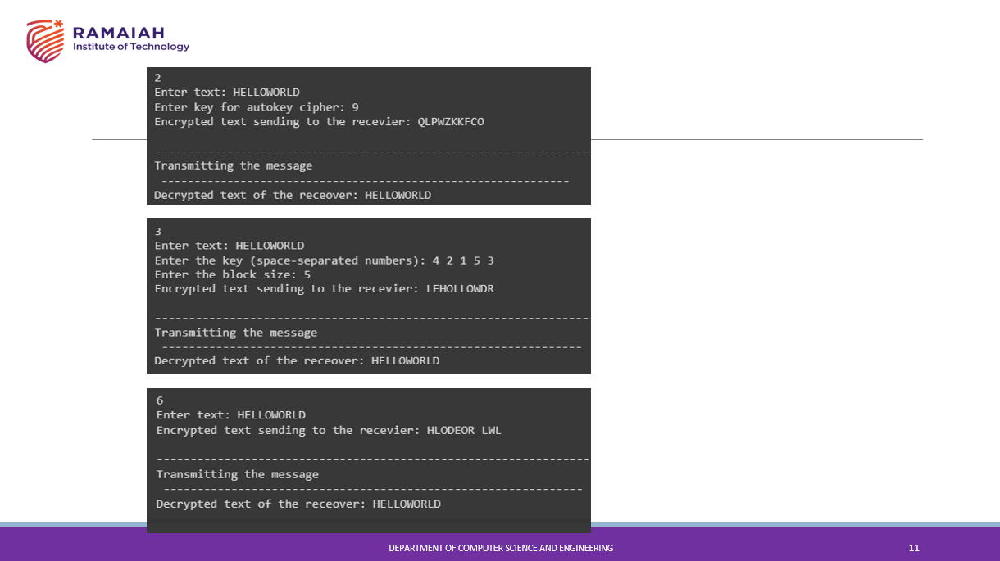 RAMAIAH
Institute of Technology
2
Enter text: HELLOWORLD
Enter key for autokey cipher: 9
Encrypted text sending to the recevier: QLPWZKKFCO
------------------------------------------------------------------
Transmitting the message
--------------------------------------------------------------
Decrypted text of the receover: HELLOWORLD
3
Enter text: HELLOWORLD
Enter the key (space-separated numbers): 4 2 1 5 3
Enter the block size: 5
Encrypted text sending to the recevier: LEHOLLOWDR
----------------------------------------------------------------
Transmitting the message
--------------------------------------------------------------
Decrypted text of the receover: HELLOWORLD
6
Enter text: HELLOWORLD
Encrypted text sending to the recevier: HLODEOR LWL
----------------------------------------------------------------
Transmitting the message
--------------------------------------------------------------
Decrypted text of the receover: HELLOWORLD
DEPARTMENT OF COMPUTER SCIENCE AND ENGINEERING
11